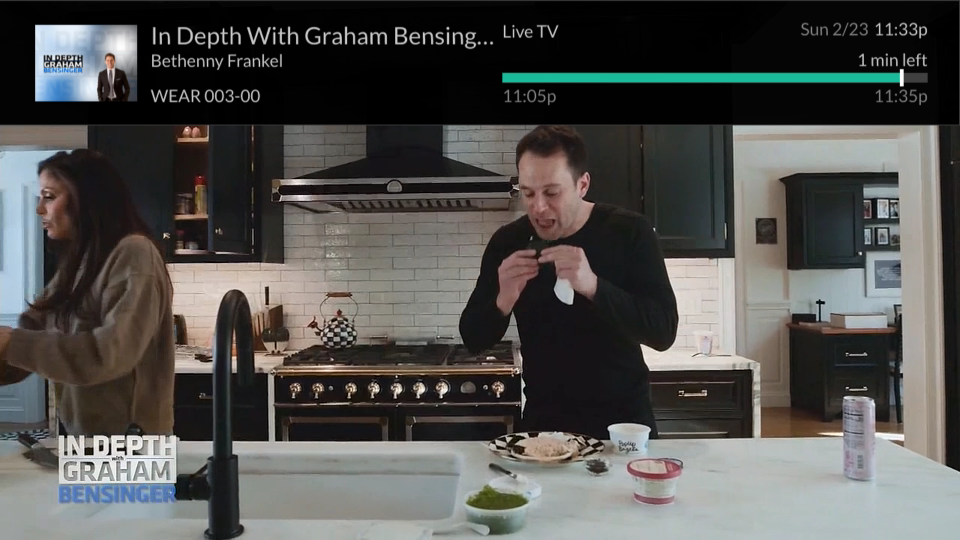 In Depth With Graham Bensing...
Bethenny Frankel
WEAR 003-00
Live TV
Sun 2/23 11:33p
1 min left
11:05p
11:35p
IN DEPTH
GRAHAM
BENSINGER
IN DEPTH
with
GRAHAM
BENSINGER